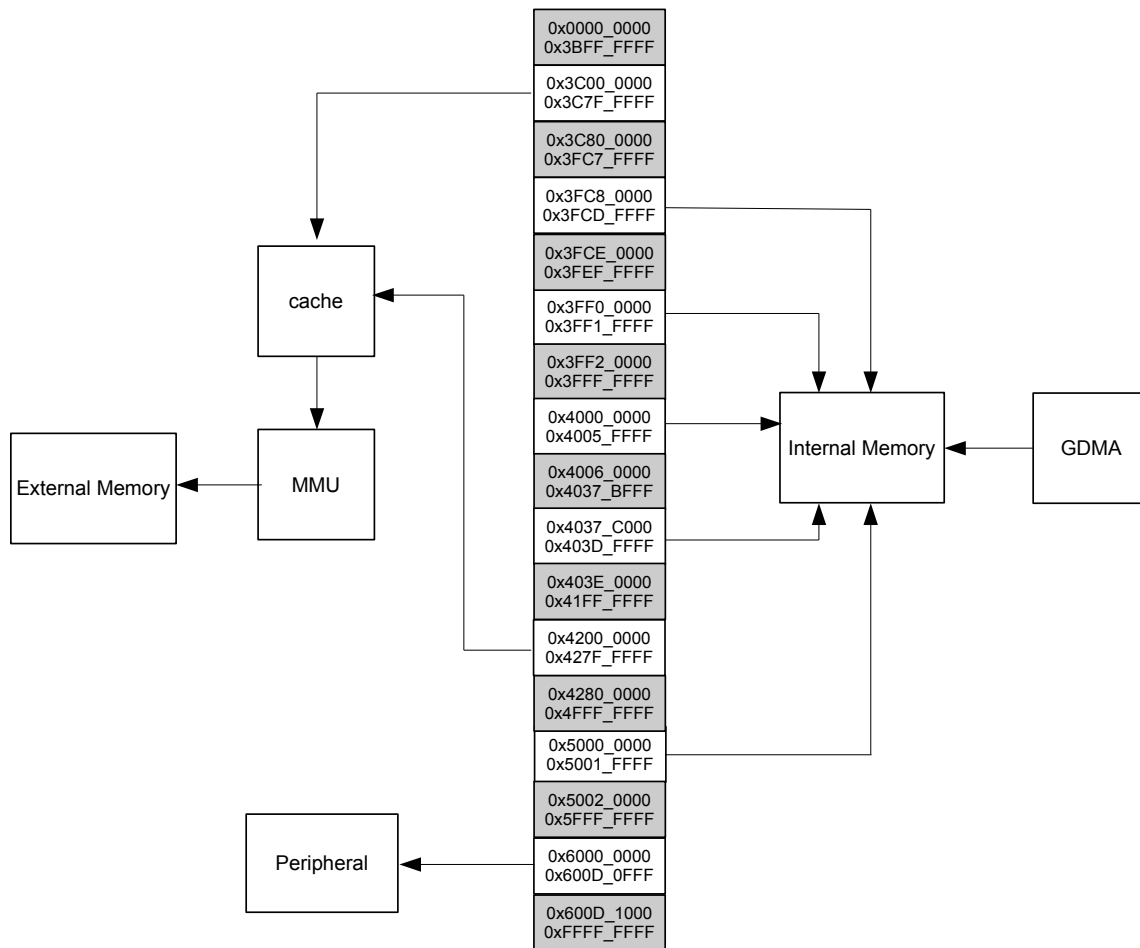 0x0000_0000
0x3BFF_FFFF
0x3C00_0000
0x3C7F_FFFF
0x3C80_0000
0x3FC7_FFFF
0x3FC8_0000
0x3FCD_FFFF
0x3FCE_0000
0x3FEF_FFFF
0x3FF0_0000
0x3FF1_FFFF
0x3FF2_0000
0x3FFF_FFFF
0x4000_0000
0x4005_FFFF
0x4006_0000
0x4037_BFFF
0x4037_C000
0x403D_FFFF
0x403E_0000
0x41FF_FFFF
0x4200_0000
0x427F_FFFF
0x4280_0000
0x4FFF_FFFF
0x5000_0000
0x5001_FFFF
0x5002_0000
0x5FFF_FFFF
0x6000_0000
0x600D_0FFF
0x600D_1000
0xFFFF_FFFF
cache
MMU
External Memory
Peripheral
Internal Memory
GDMA